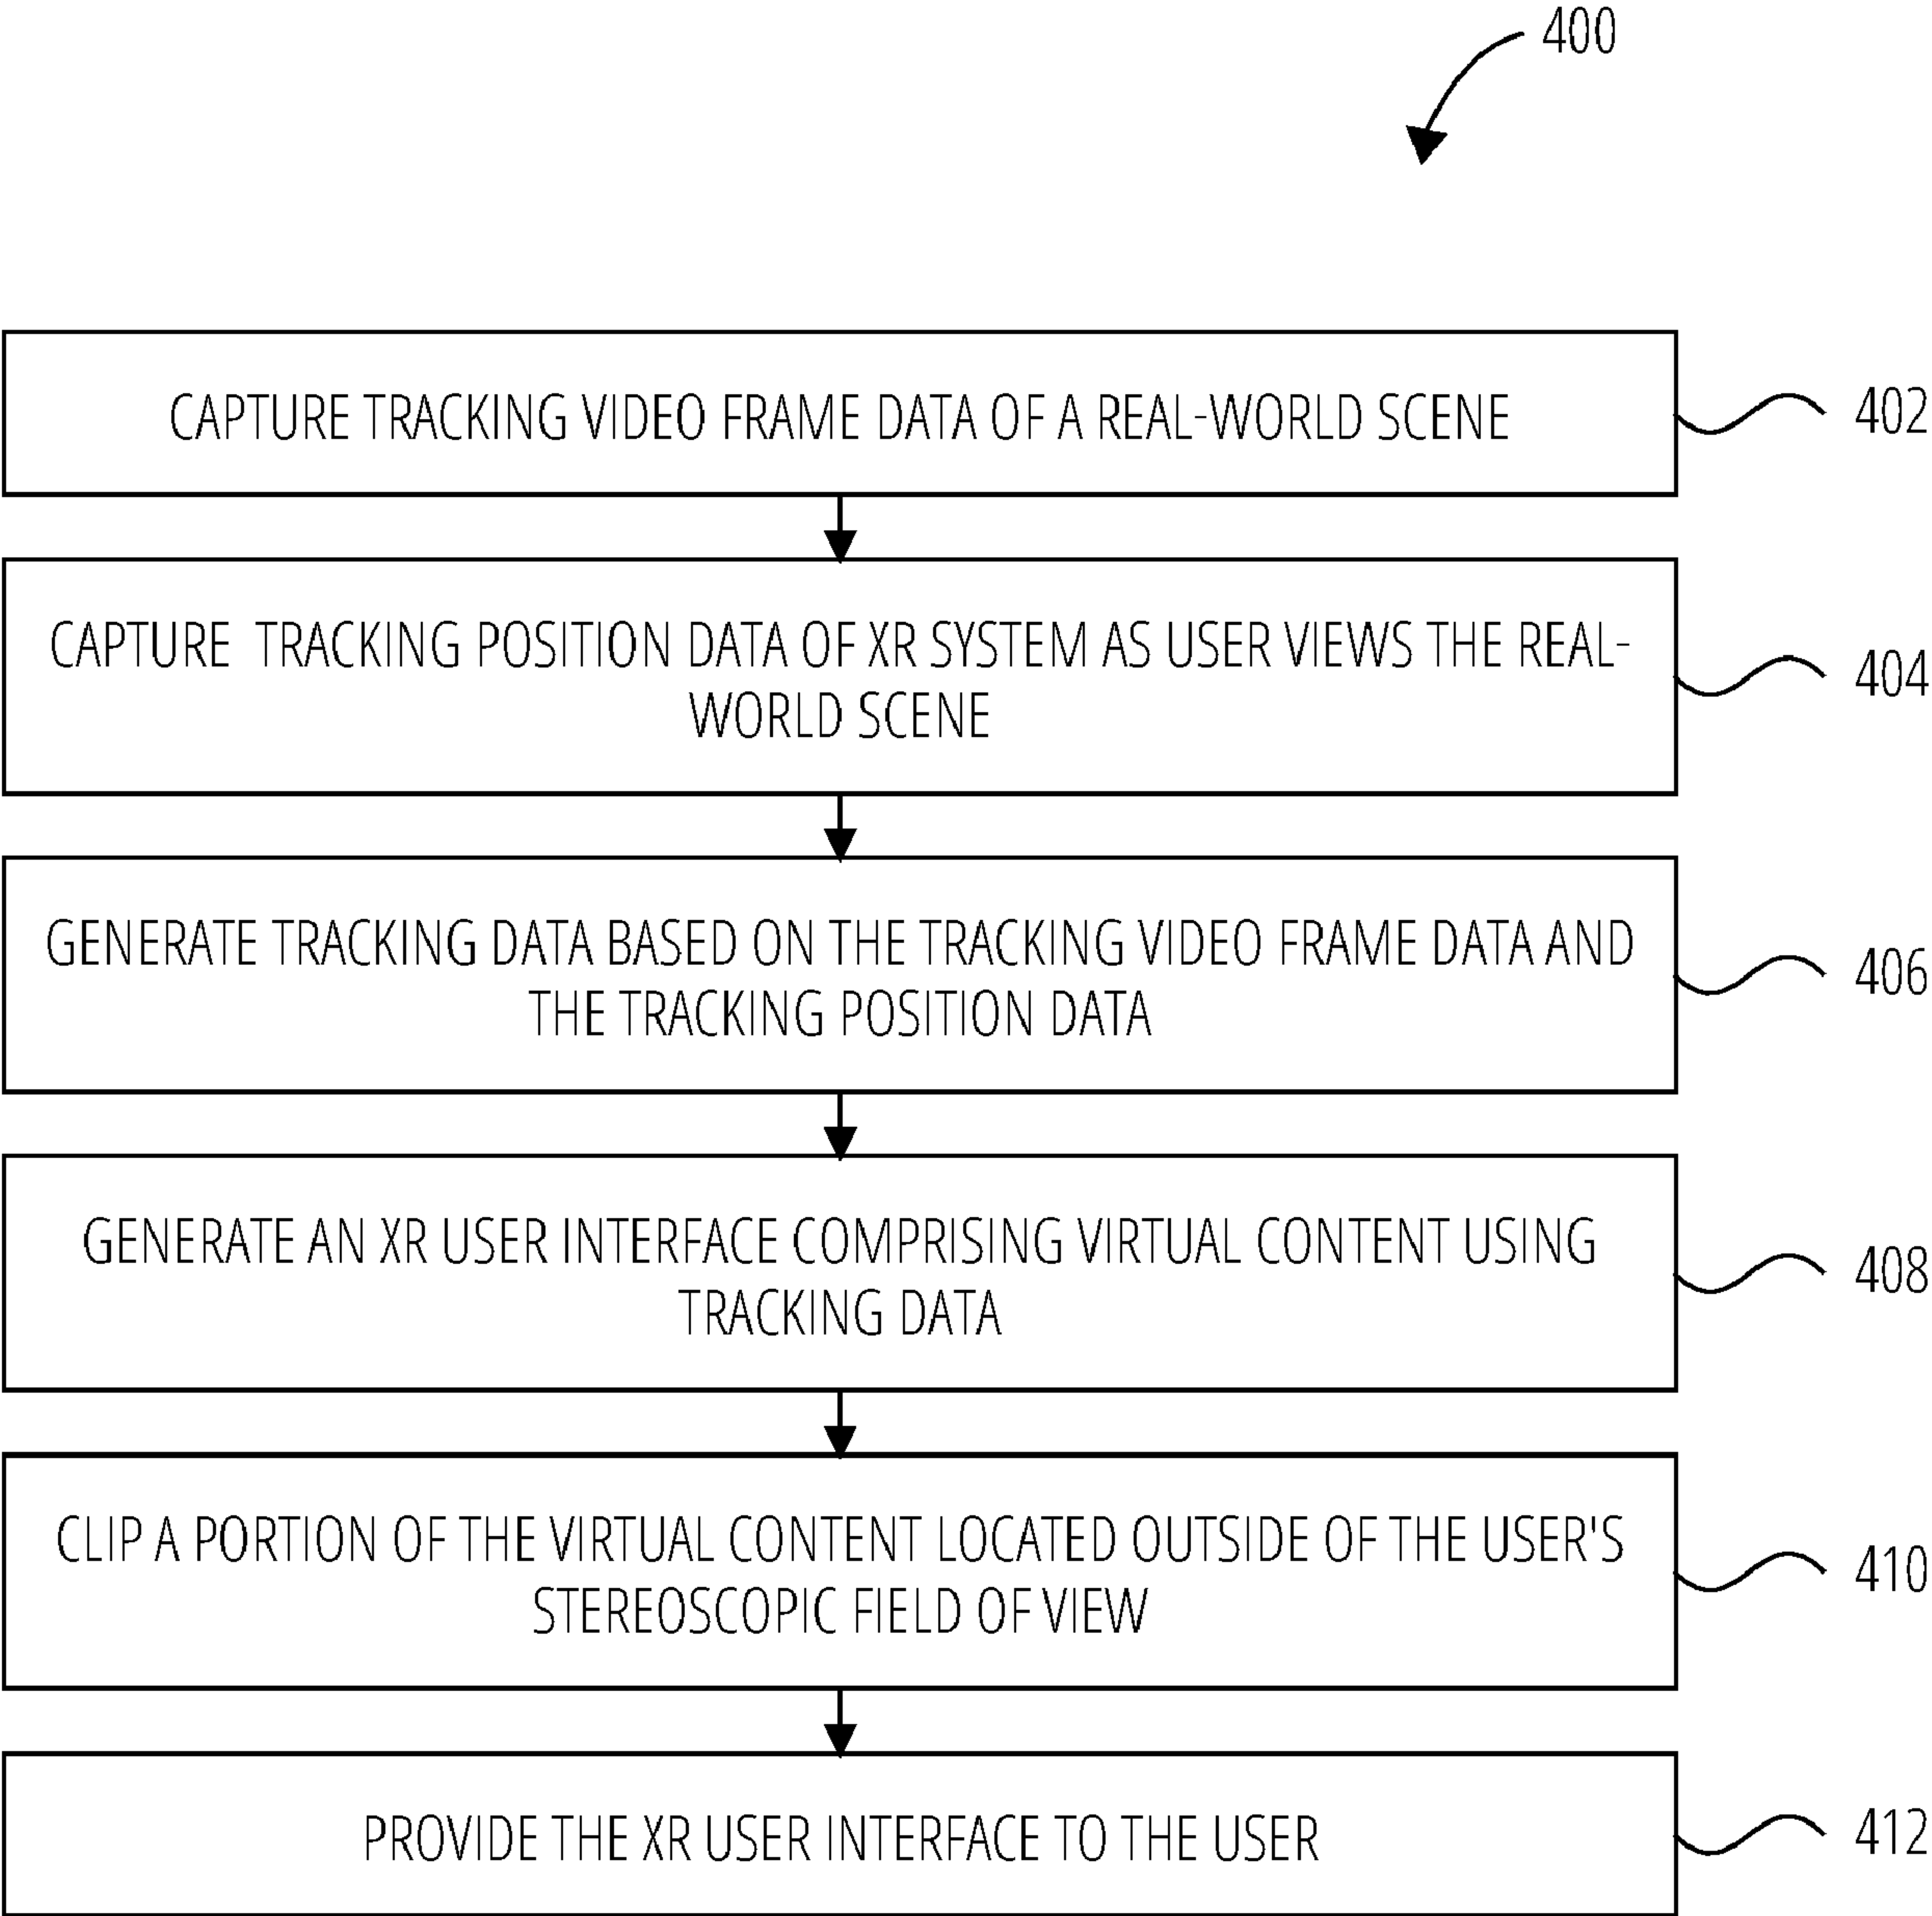 400
CAPTURE TRACKING VIDEO FRAME DATA OF A REAL-WORLD SCENE
402
CAPTURE TRACKING POSITION DATA OF XR SYSTEM AS USER VIEWS THE REAL-
WORLD SCENE
404
GENERATE TRACKING DATA BASED ON THE TRACKING VIDEO FRAME DATA AND
THE TRACKING POSITION DATA
406
GENERATE AN XR USER INTERFACE COMPRISING VIRTUAL CONTENT USING
TRACKING DATA
408
CLIP A PORTION OF THE VIRTUAL CONTENT LOCATED OUTSIDE OF THE USER'S
STEREOSCOPIC FIELD OF VIEW
410
PROVIDE THE XR USER INTERFACE TO THE USER
412